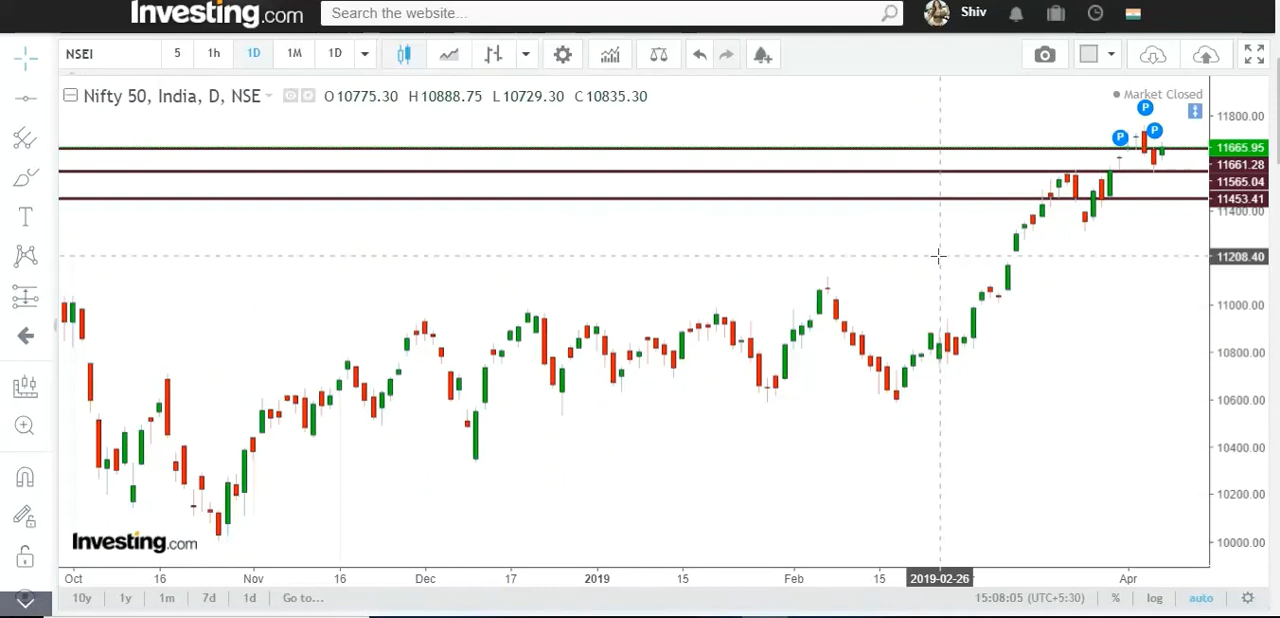 Investing.com Search the website... Shiv
NSEI 5 1h 1D 1M 1D
Nifty 50, India, D, NSE O 10775.30 H 10888.75 L 10729.30 C 10835.30
Market Closed
P
P P
11800.00
11665.95
11661.28
11565.04
11453.41
11400.00
11208.40
11000.00
10800.00
10600.00
10400.00
10200.00
10000.00
T
Investing.com
Oct 16 Nov 16 Dec 17 2019 15 Feb 15 2019-02-26 Apr
10y 1y 1m 7d 1d Go to... 15:08:05 (UTC+5:30) % log auto